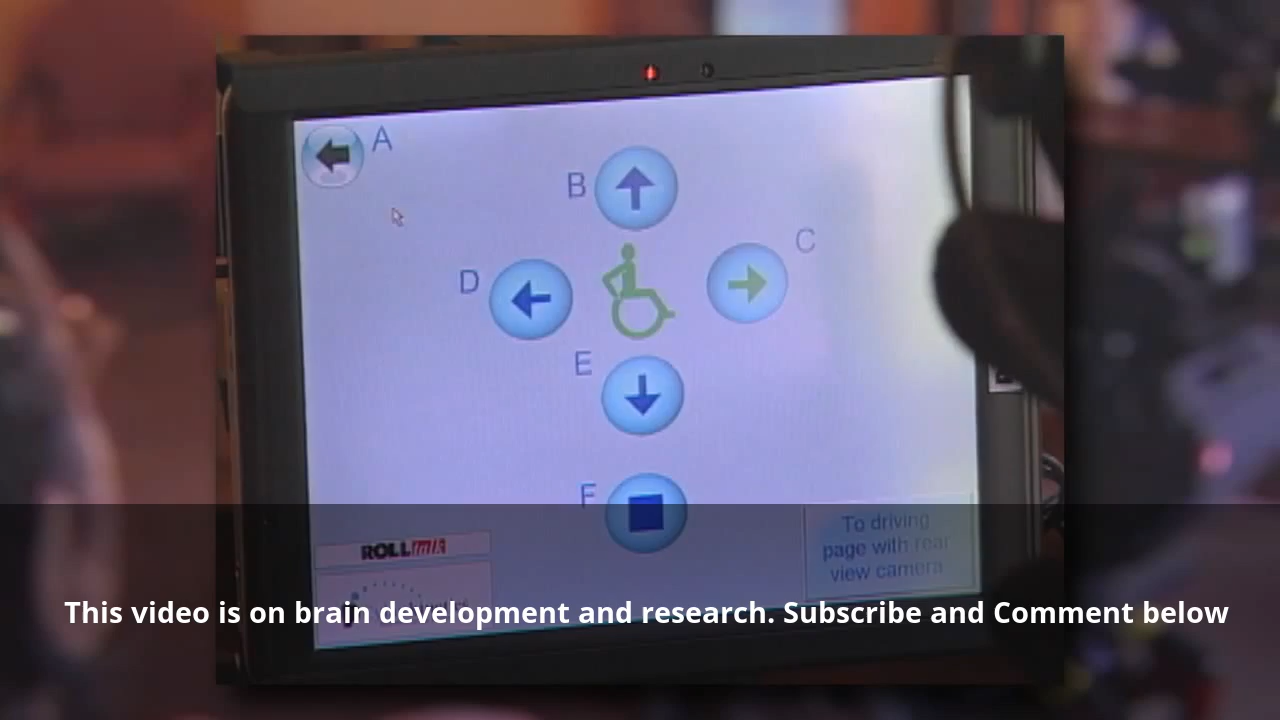 A
B
C
D
E
F
ROLLtalk
To driving
page with rear
view camera
This video is on brain development and research. Subscribe and Comment below